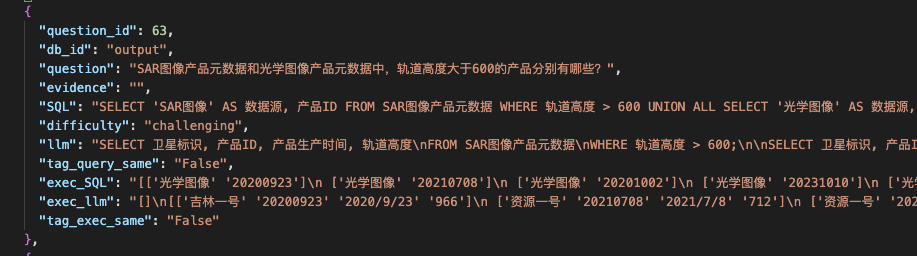 {
"question_id": 63,
"db_id": "output",
"question": "SAR图像产品元数据和光学图像产品元数据中，轨道高度大于600的产品分别有哪些？",
"evidence": "",
"SQL": "SELECT 'SAR图像' AS 数据源, 产品ID FROM SAR图像产品元数据 WHERE 轨道高度 > 600 UNION ALL SELECT '光学图像' AS 数据源,
"difficulty": "challenging",
"llm": "SELECT 卫星标识, 产品ID, 产品生产时间, 轨道高度\nFROM SAR图像产品元数据\nWHERE 轨道高度 > 600;\n\nSELECT 卫星标识, 产品I
"tag_query_same": "False",
"exec_SQL": "[['光学图像' '20200923']\n ['光学图像' '20210708']\n ['光学图像' '20201002']\n ['光学图像' '20231010']\n ['光
"exec_llm": "[]\n[['吉林一号' '20200923' '2020/9/23' '966']\n ['资源一号' '20210708' '2021/7/8' '712']\n ['资源一号' '202
"tag_exec_same": "False"
},